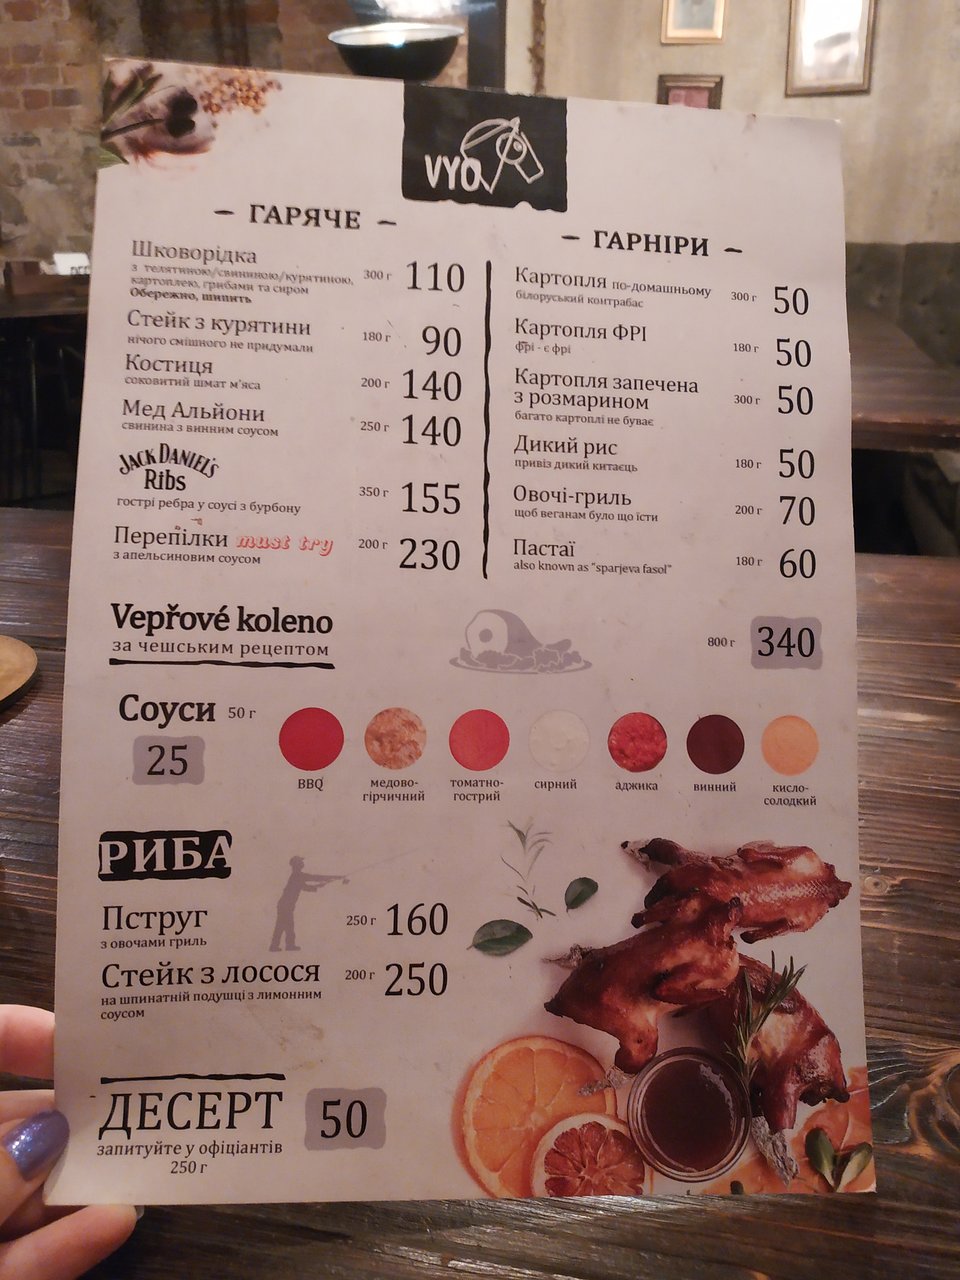 VYO
– ГАРЯЧЕ –
Шковорідка
з телятиною/свининою/курятиною,
картоплею, грибами та сиром
Обережно, шипить
300 г 110
Стейк з курятини
нічого смішного не придумали
180 г 90
Костиця
соковитий шмат м'яса
200 г 140
Мед Альйони
свинина з винним соусом
250 г 140
JACK DANIEL'S
Ribs
гострі ребра у соусі з бурбону
350 г 155
Перепілки must try
з апельсиновим соусом
200 г 230
– ГАРНІРИ –
Картопля по-домашньому
білоруський контрабас
300 г 50
Картопля ФРІ
фрі - є фрі
180 г 50
Картопля запечена
з розмарином
багато картоплі не буває
300 г 50
Дикий рис
привіз дикий китаєць
180 г 50
Овочі-гриль
щоб веганам було що їсти
200 г 70
Пастаї
also known as "sparjeva fasol"
180 г 60
Vepřové koleno
за чешським рецептом
800 г 340
Соуси 50 г
25
BBQ
медово-
гірчичний
томатно-
гострий
сирний
аджика
винний
кисло-
солодкий
РИБА
Пструг
з овочами гриль
250 г 160
Стейк з лосося
на шпинатній подушці з лимонним
соусом
200 г 250
ДЕСЕРТ
запитуйте у офіціантів
250 г
50